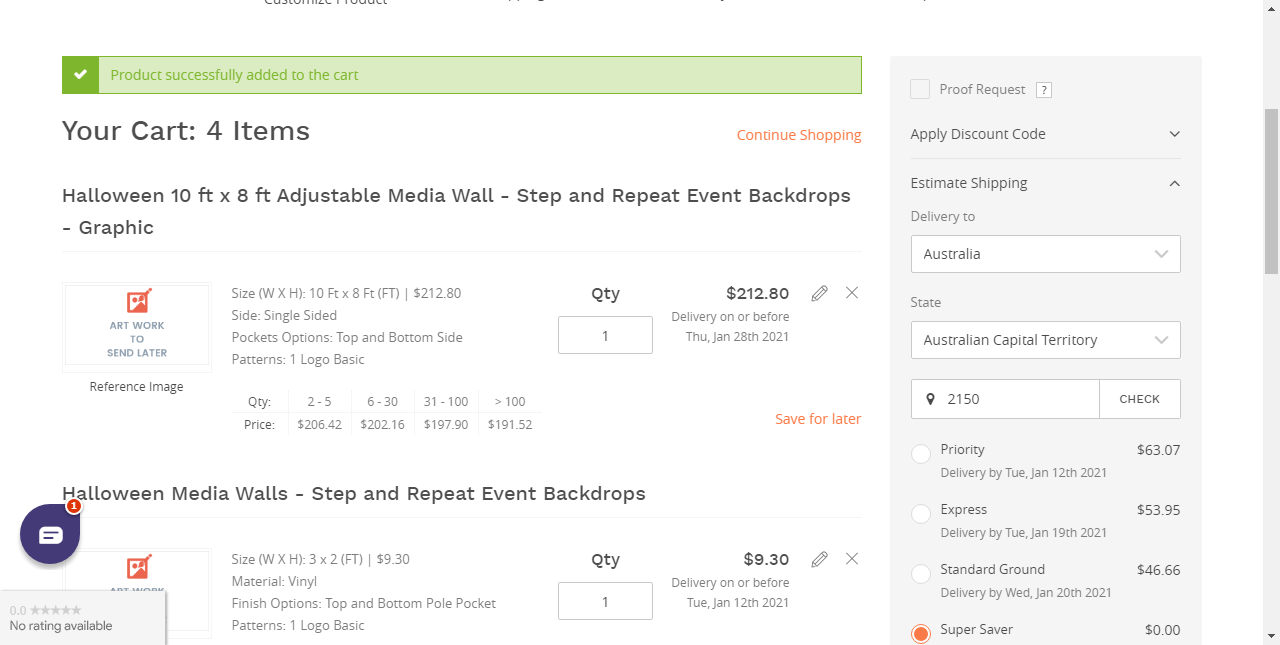 Customize Product
Product successfully added to the cart
Your Cart: 4 Items
Continue Shopping
Halloween 10 ft x 8 ft Adjustable Media Wall - Step and Repeat Event Backdrops
- Graphic
ART WORK
TO
SEND LATER
Reference Image
Size (W X H): 10 Ft x 8 Ft (FT) | $212.80
Side: Single Sided
Pockets Options: Top and Bottom Side
Patterns: 1 Logo Basic
Qty
1
$212.80
Delivery on or before
Thu, Jan 28th 2021
Qty: 2 - 5 6 - 30 31 - 100 > 100
Price: $206.42 $202.16 $197.90 $191.52
Save for later
Halloween Media Walls - Step and Repeat Event Backdrops
ART WORK
Size (W X H): 3 x 2 (FT) | $9.30
Material: Vinyl
Finish Options: Top and Bottom Pole Pocket
Patterns: 1 Logo Basic
Qty
1
$9.30
Delivery on or before
Tue, Jan 12th 2021
1
0.0
No rating available
Proof Request ?
Apply Discount Code
Estimate Shipping
Delivery to
Australia
State
Australian Capital Territory
2150 CHECK
Priority $63.07
Delivery by Tue, Jan 12th 2021
Express $53.95
Delivery by Tue, Jan 19th 2021
Standard Ground $46.66
Delivery by Wed, Jan 20th 2021
Super Saver $0.00